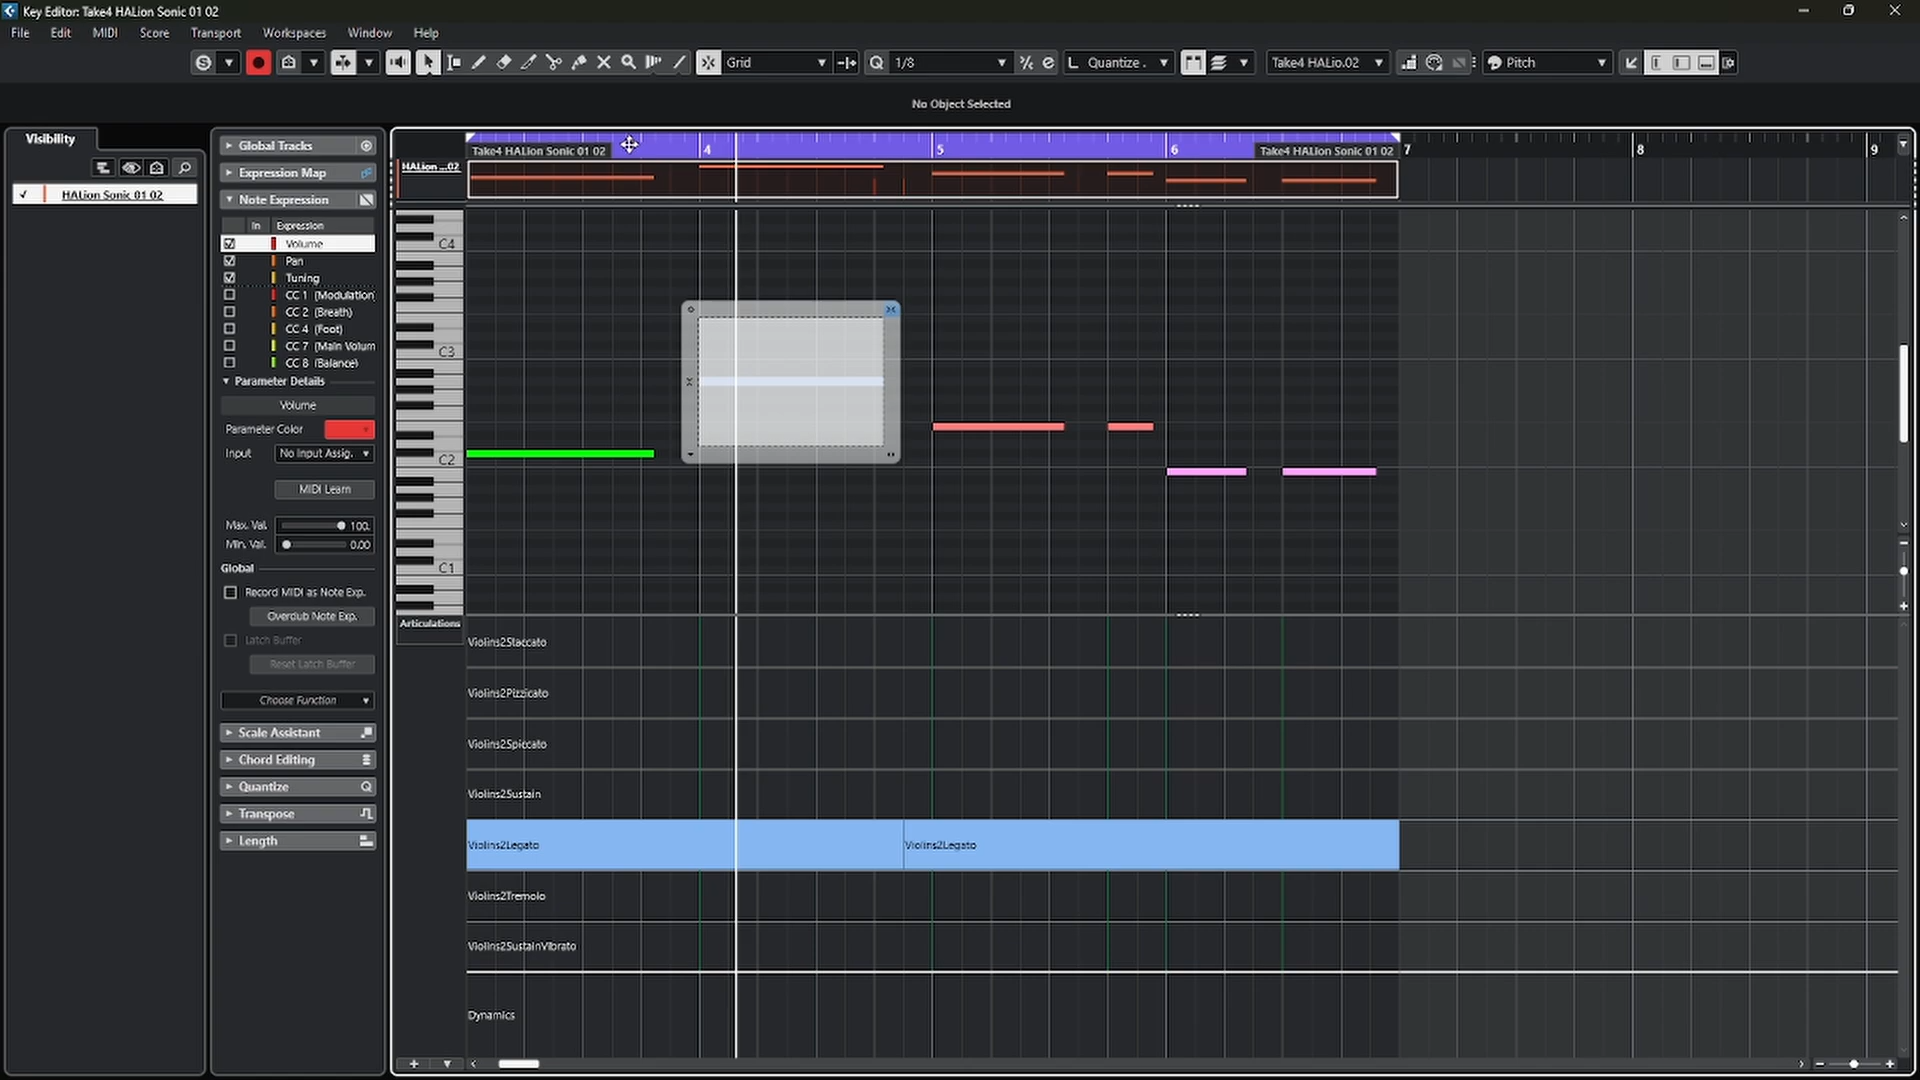 Key Editor: Take4 HALion Sonic 01 02
File Edit MIDI Score Transport Workspaces Window Help
Grid 1/8 L Quantize . Take4 HALio.02 Pitch
No Object Selected
Visibility
HALion Sonic 01 02
Global Tracks
Expression Map
Note Expression
In Expression
Volume
Pan
Tuning
CC 1 (Modulation)
CC 2 (Breath)
CC 4 (Foot)
CC 7 (Main Volum
CC 8 (Balance)
Parameter Details
Volume
Parameter Color
Input No Input Assig.
MIDI Learn
Max. Val. 100.
Min. Val. 0.00
Global
Record MIDI as Note Exp.
Overdub Note Exp.
Latch Buffer
Reset Latch Buffer
Choose Function
Scale Assistant
Chord Editing
Quantize
Transpose
Length
Take4 HALion Sonic 01 02 4 5 6 Take4 HALion Sonic 01 02 7 8 9
HALion ...02
C4
C3
C2
C1
Articulations
Violins2Staccato
Violins2Pizzicato
Violins2Spiccato
Violins2Sustain
Violins2Legato Violins2Legato
Violins2Tremolo
Violins2SustainVibrato
Dynamics